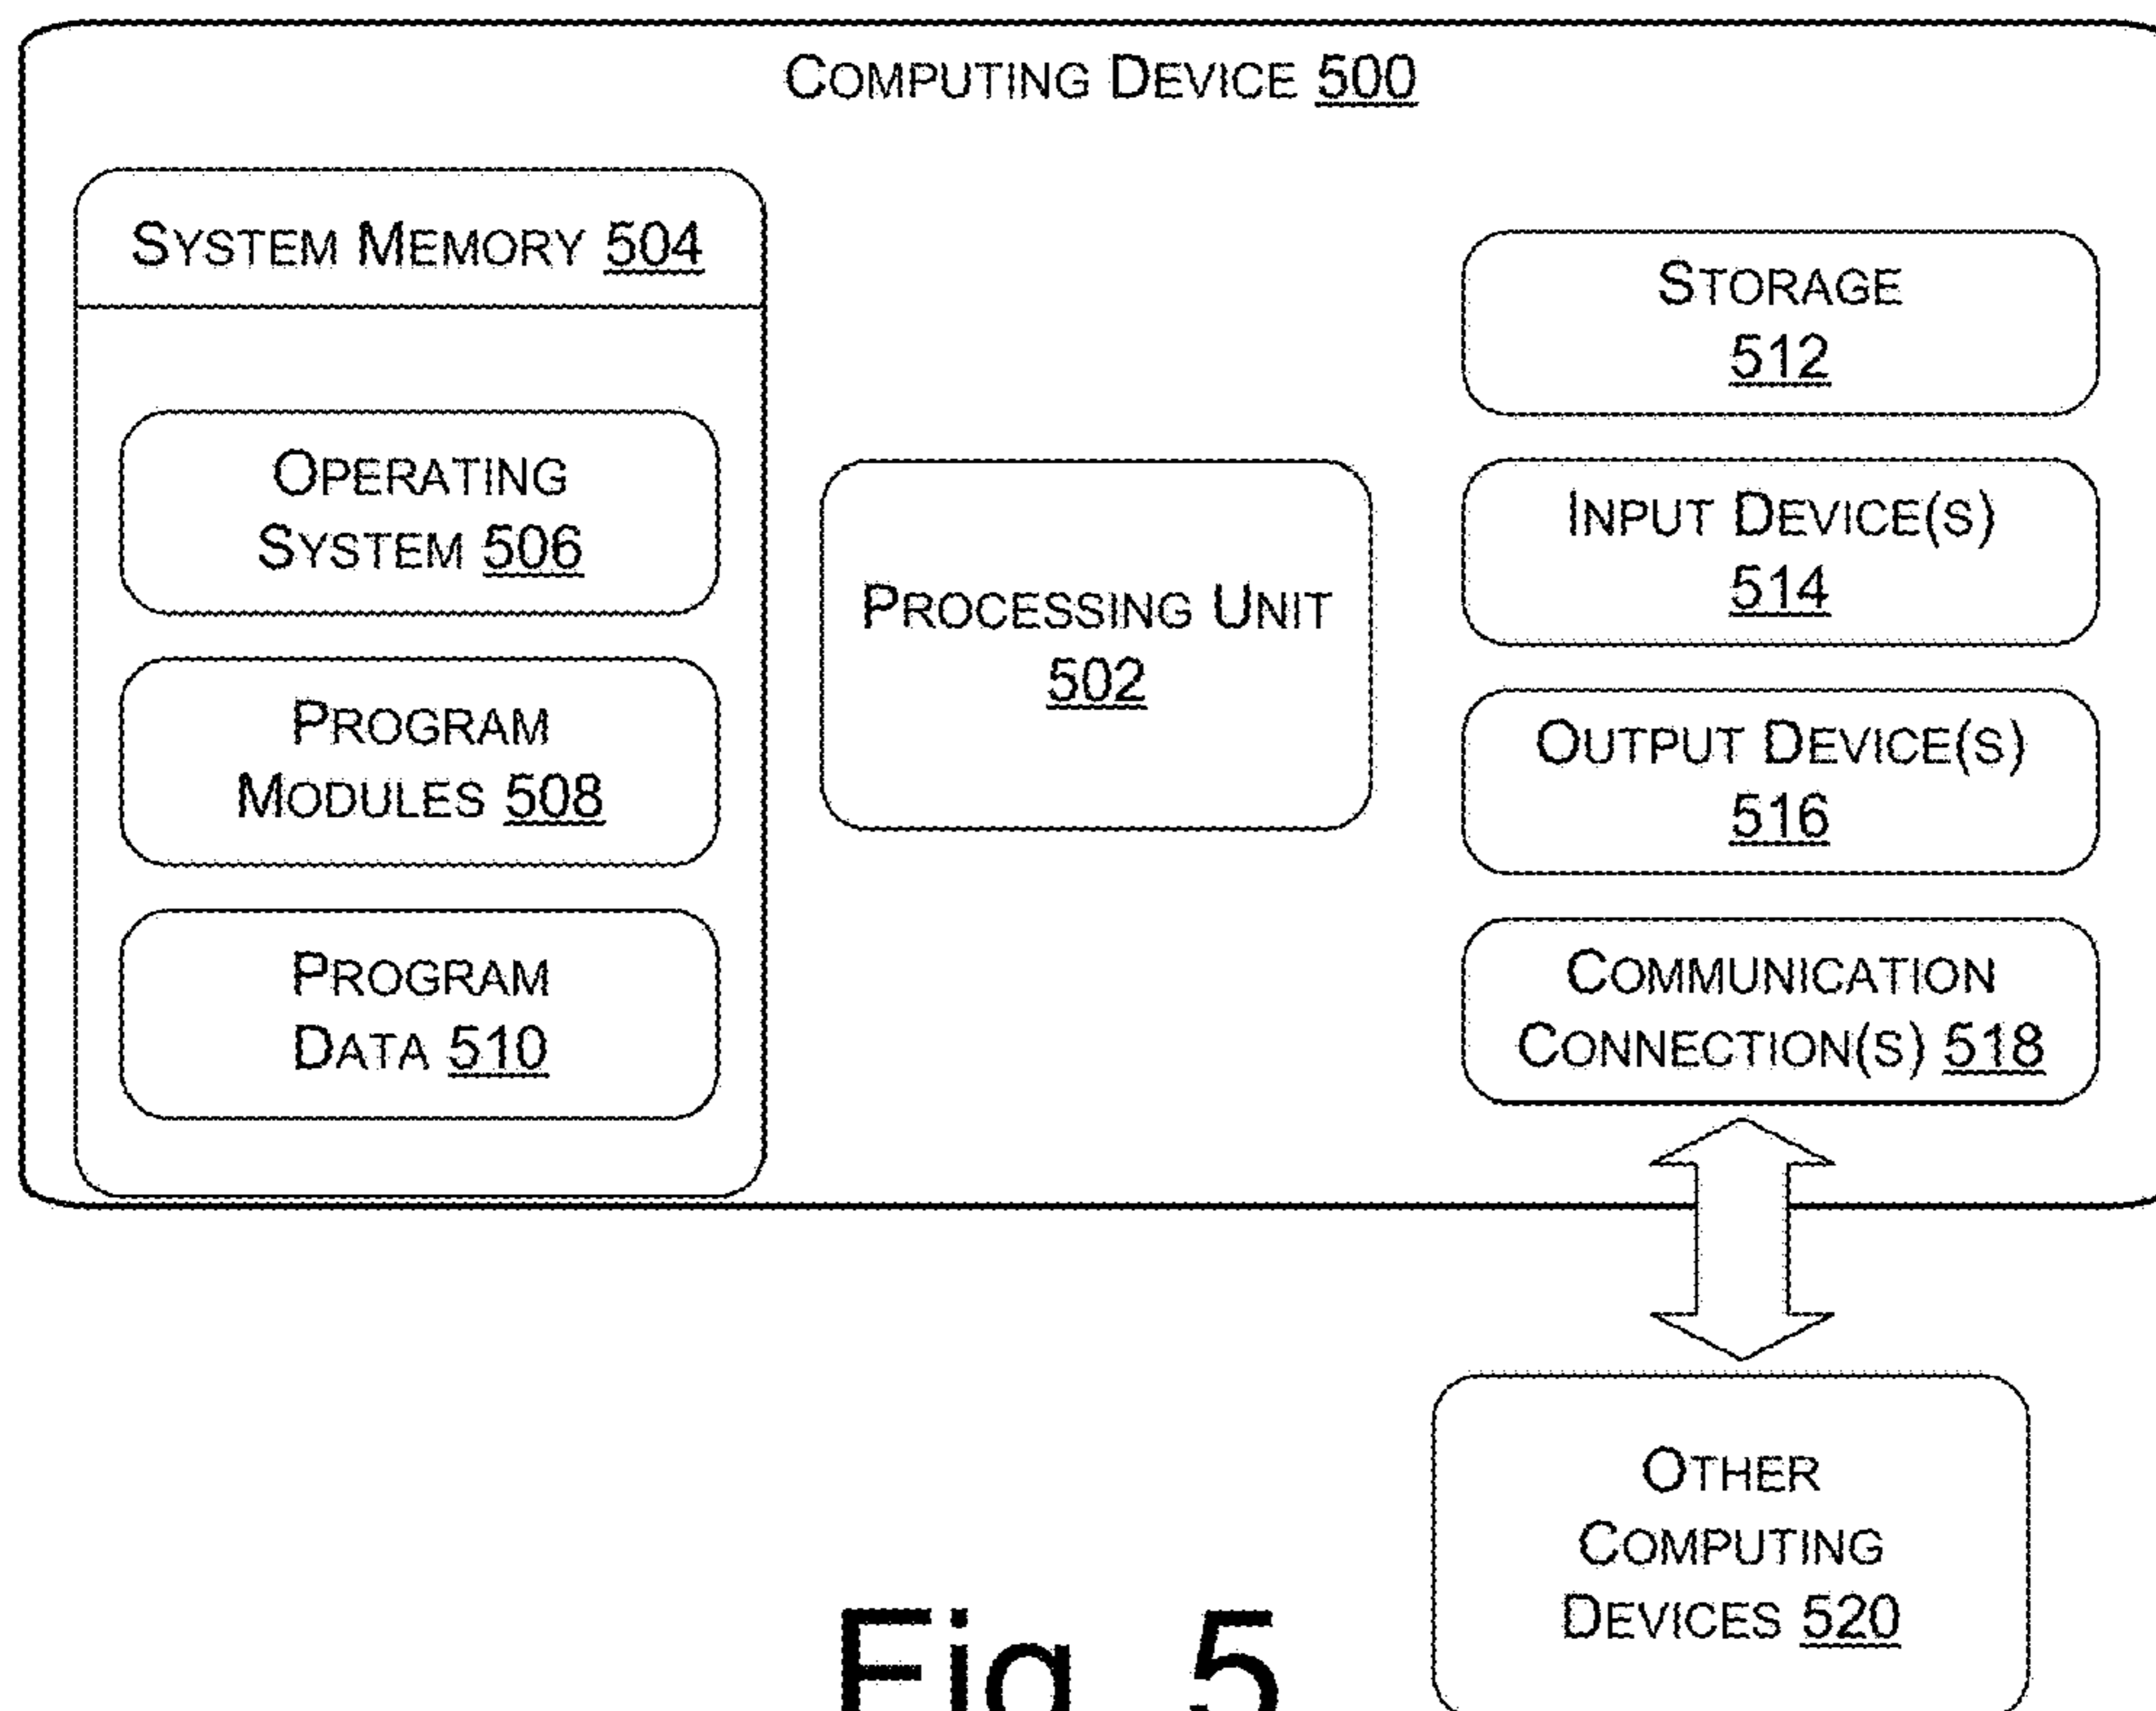 COMPUTING DEVICE 500
SYSTEM MEMORY 504
OPERATING
SYSTEM 506
PROGRAM
MODULES 508
PROGRAM
DATA 510
PROCESSING UNIT
502
STORAGE
512
INPUT DEVICE(S)
514
OUTPUT DEVICE(S)
516
COMMUNICATION
CONNECTION(S) 518
OTHER
COMPUTING
DEVICES 520
Fig. 5